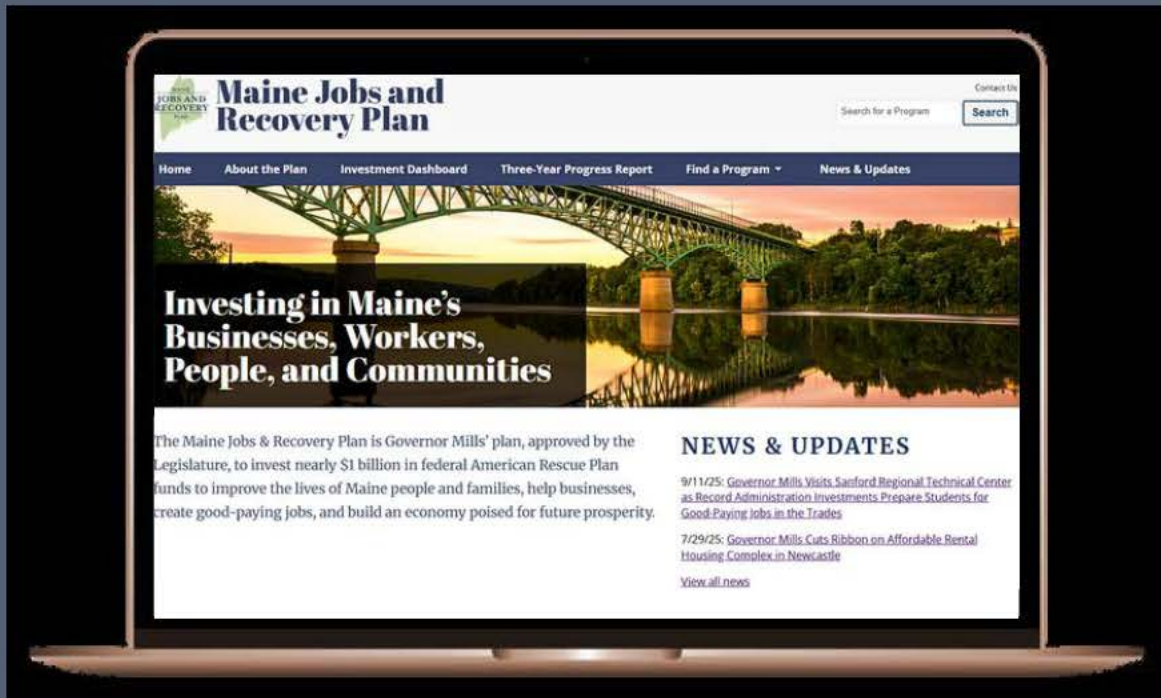 MAINE
JOBS AND
RECOVERY
PLAN
Maine Jobs and
Recovery Plan
Contact Us
Search for a Program
Search
Home About the Plan Investment Dashboard Three-Year Progress Report Find a Program News & Updates
Investing in Maine's
Businesses, Workers,
People, and Communities
The Maine Jobs & Recovery Plan is Governor Mills' plan, approved by the
Legislature, to invest nearly $1 billion in federal American Rescue Plan
funds to improve the lives of Maine people and families, help businesses,
create good-paying jobs, and build an economy poised for future prosperity.
NEWS & UPDATES
9/11/25: Governor Mills Visits Sanford Regional Technical Center
as Record Administration Investments Prepare Students for
Good-Paying Jobs in the Trades
7/29/25: Governor Mills Cuts Ribbon on Affordable Rental
Housing Complex in Newcastle
View all news